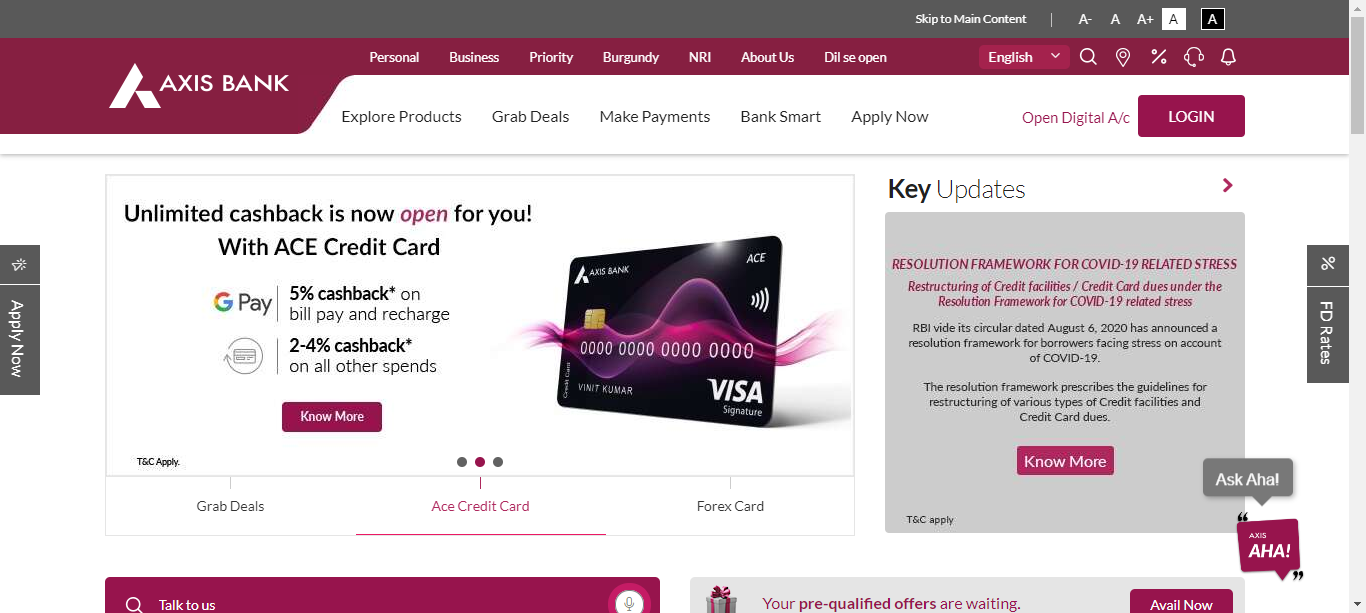 Skip to Main Content | A- A A+ A A
Personal Business Priority Burgundy NRI About Us Dil se open English
AXIS BANK
Explore Products Grab Deals Make Payments Bank Smart Apply Now Open Digital A/c LOGIN
Unlimited cashback is now open for you!
With ACE Credit Card
G Pay
5% cashback* on
bill pay and recharge
2-4% cashback*
on all other spends
Know More
T&C Apply.
AXIS BANK
ACE
0000 0000 0000 0000
Credit Card
VINIT KUMAR
VISA
Signature
Grab Deals Ace Credit Card Forex Card
Key Updates
RESOLUTION FRAMEWORK FOR COVID-19 RELATED STRESS
Restructuring of Credit facilities / Credit Card dues under the
Resolution Framework for COVID-19 related stress
RBI vide its circular dated August 6, 2020 has announced a
resolution framework for borrowers facing stress on account
of COVID-19.
The resolution framework prescribes the guidelines for
restructuring of various types of Credit facilities and
Credit Card dues.
Know More
T&C apply
Apply Now
%
FD Rates
Ask Aha!
AXIS
AHA!
Talk to us
Your pre-qualified offers are waiting.
Avail Now